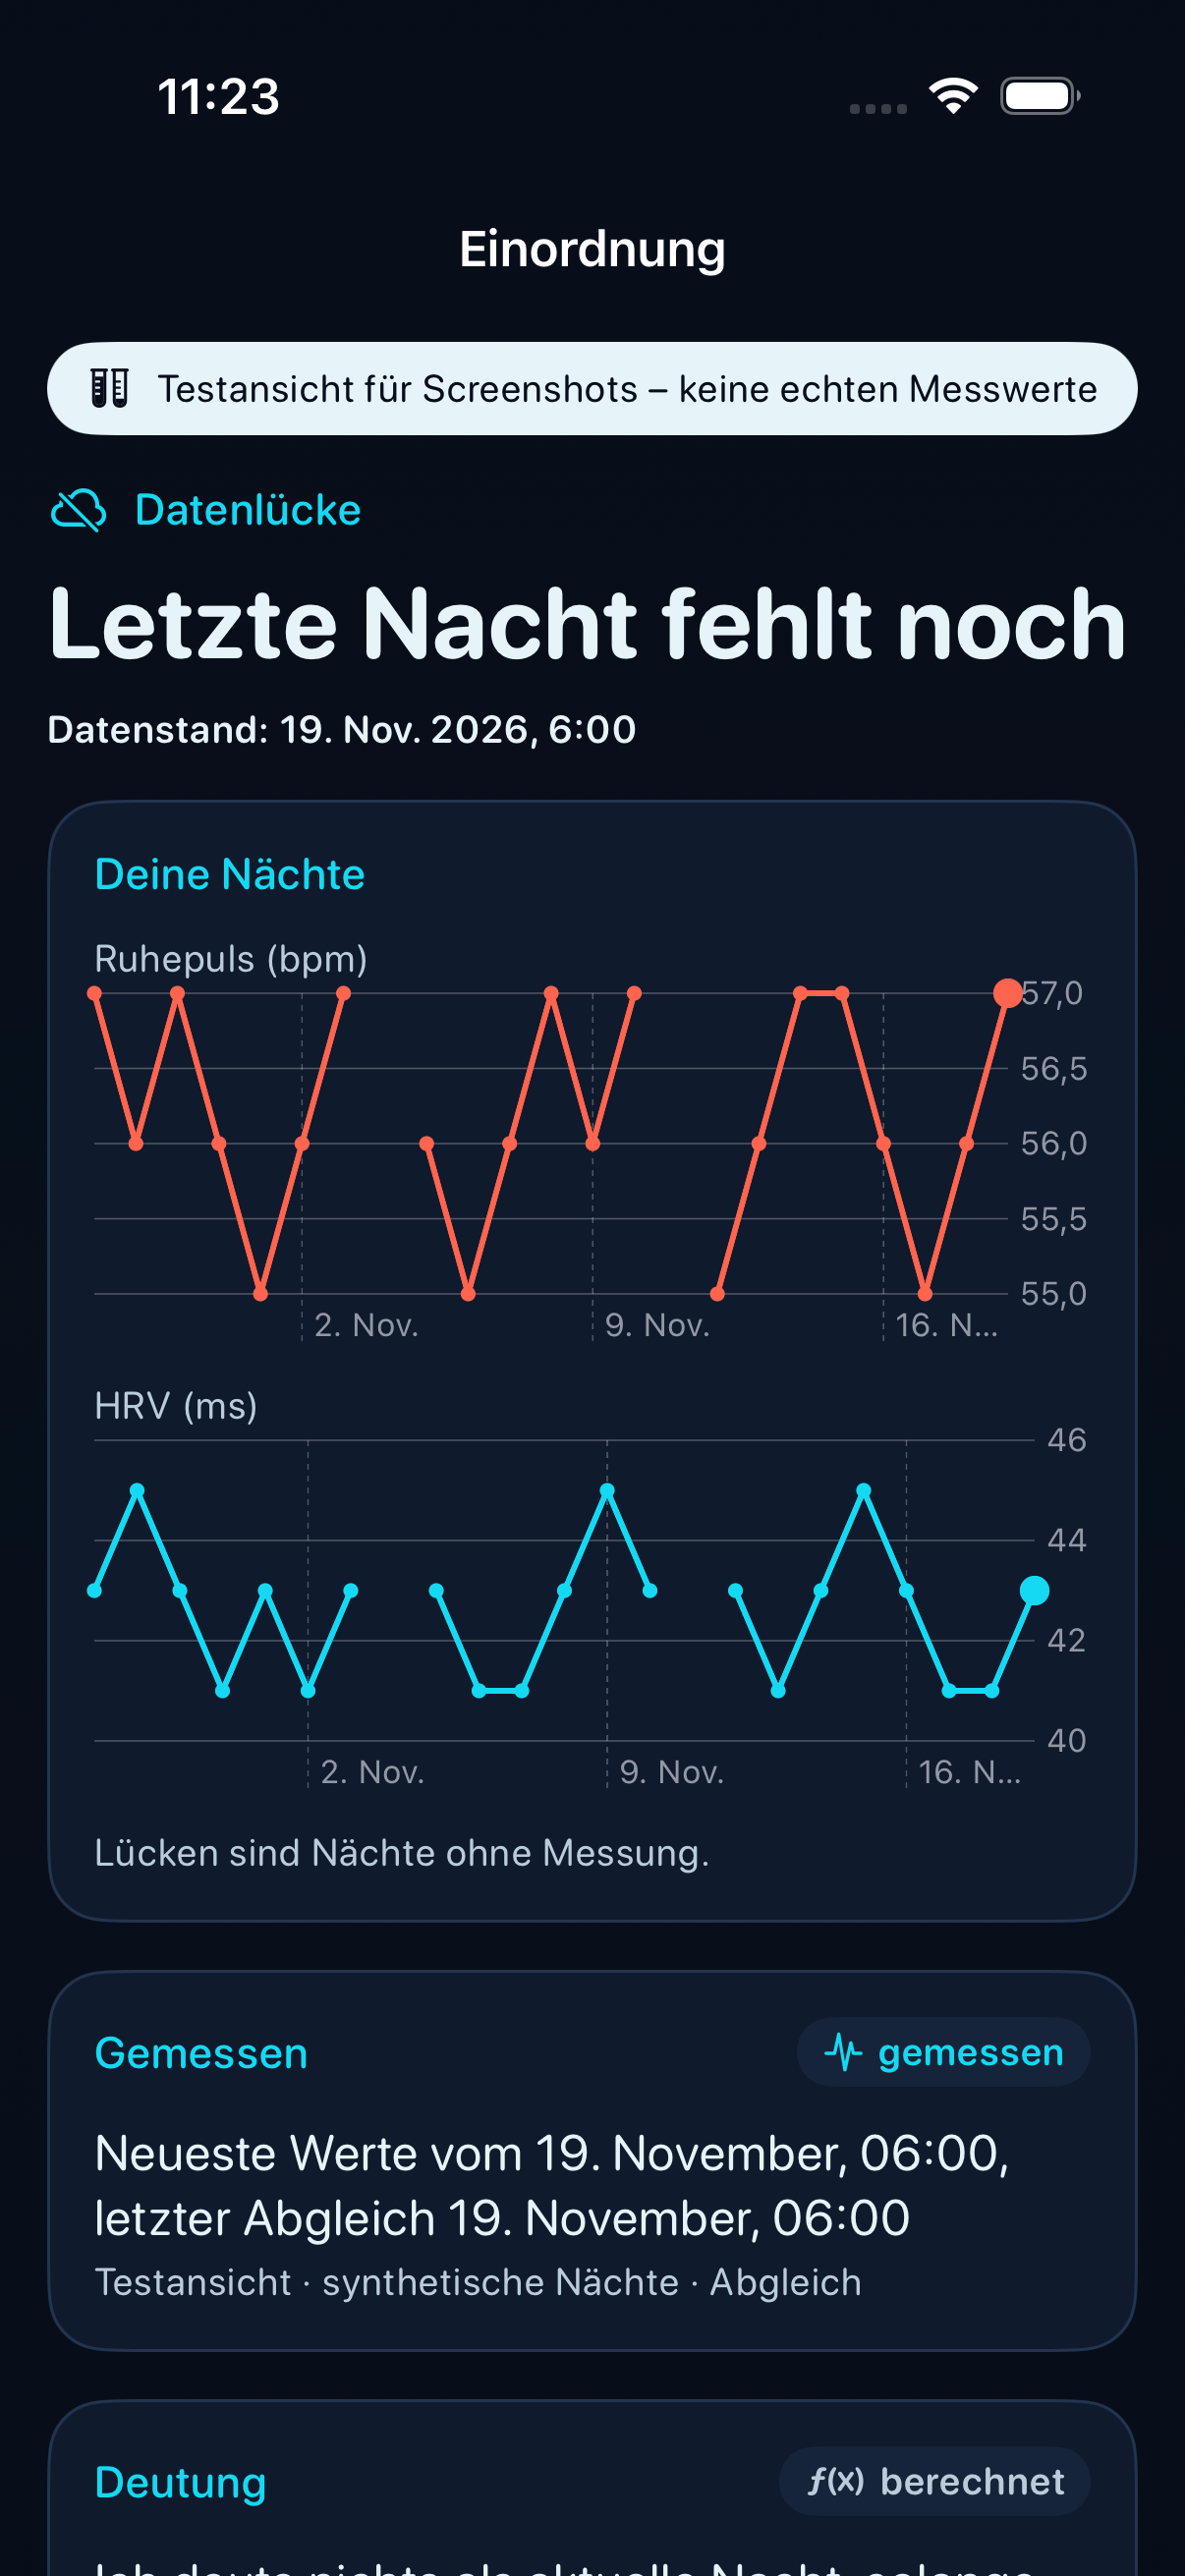 11:23
Einordnung
Testansicht für Screenshots – keine echten Messwerte
Datenlücke
Letzte Nacht fehlt noch
Datenstand: 19. Nov. 2026, 6:00
Deine Nächte
Ruhepuls (bpm)
57,0
56,5
56,0
55,5
55,0
2. Nov.
9. Nov.
16. N...
HRV (ms)
46
44
42
40
2. Nov.
9. Nov.
16. N...
Lücken sind Nächte ohne Messung.
Gemessen
gemessen
Neueste Werte vom 19. November, 06:00,
letzter Abgleich 19. November, 06:00
Testansicht · synthetische Nächte · Abgleich
Deutung
f(x) berechnet